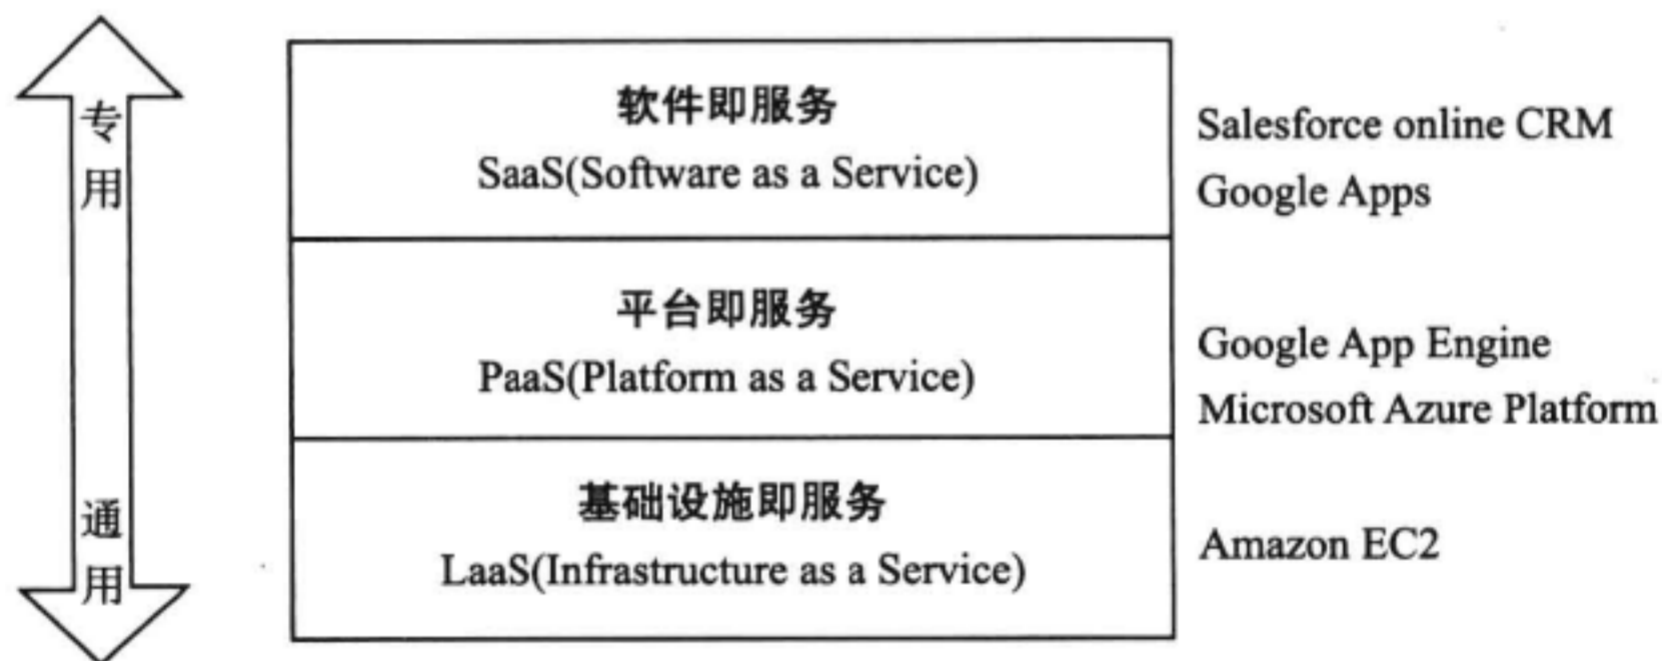 专用
软件即服务
SaaS(Software as a Service)
Salesforce online CRM
Google Apps
平台即服务
PaaS(Platform as a Service)
Google App Engine
Microsoft Azure Platform
通用
基础设施即服务
LaaS(Infrastructure as a Service)
Amazon EC2